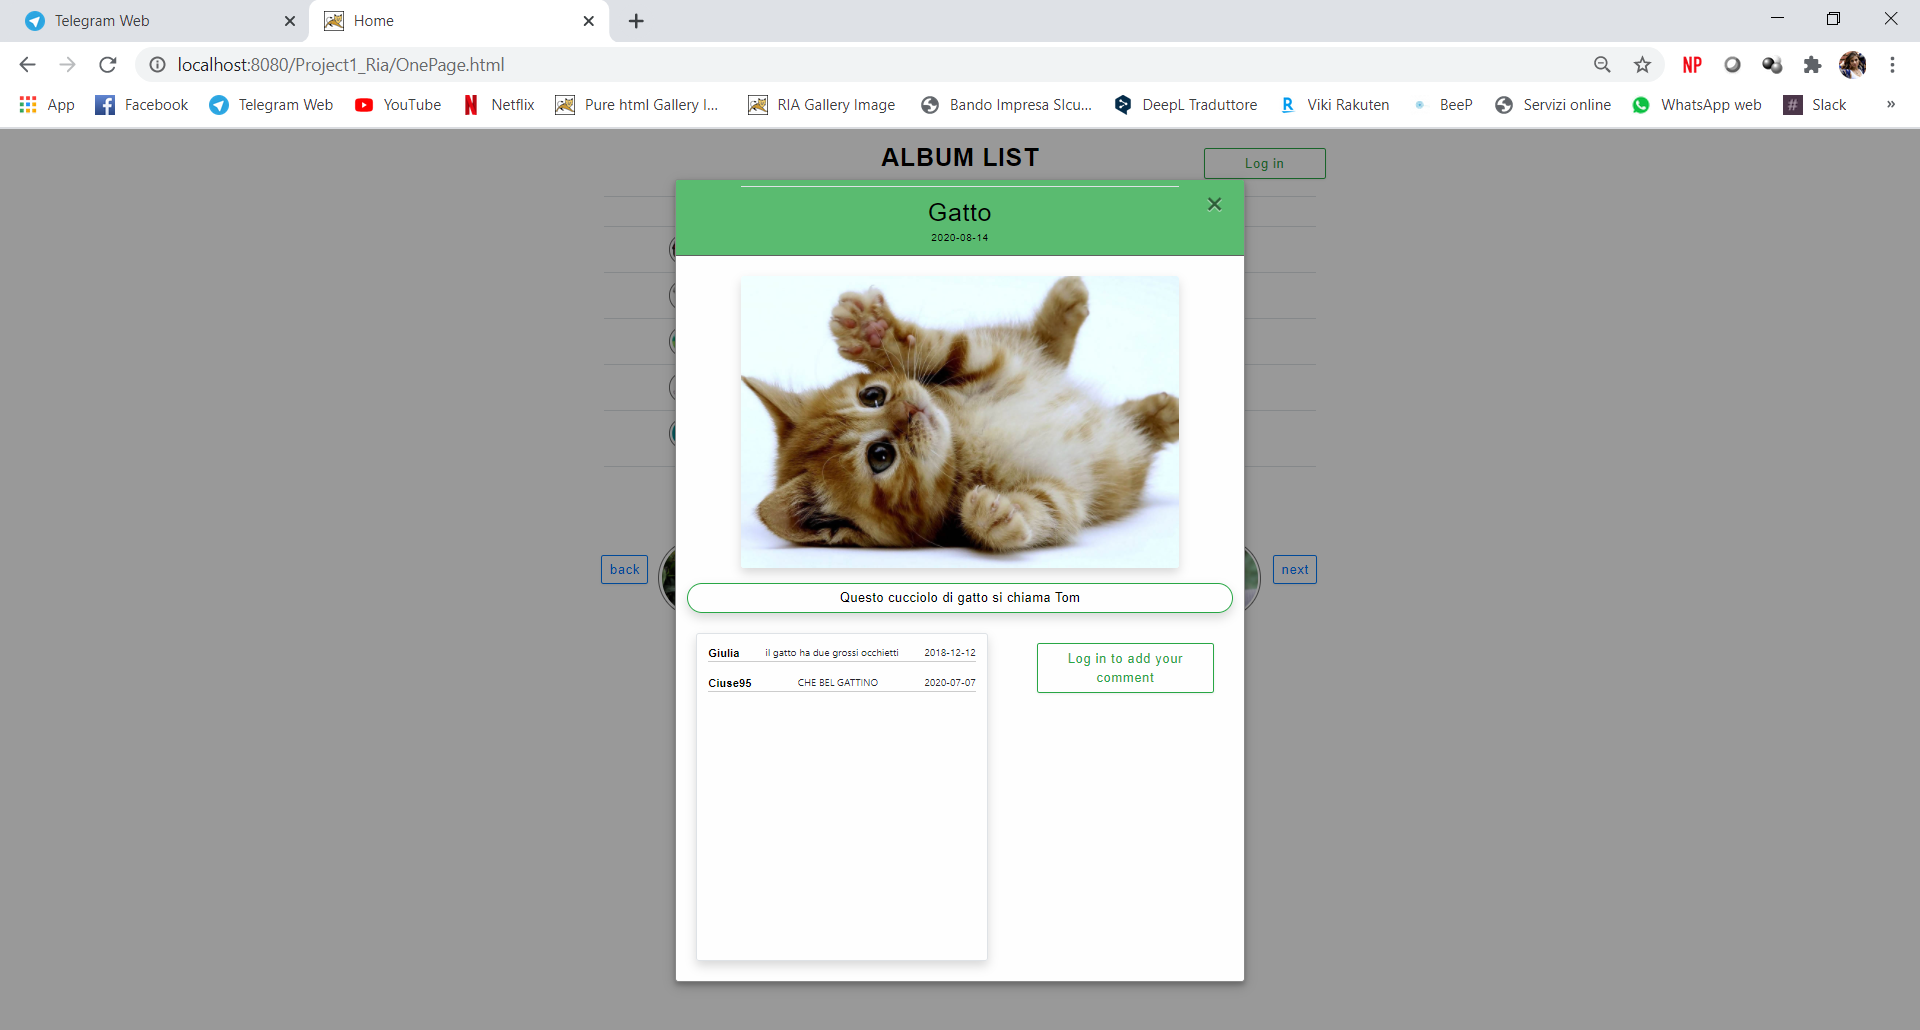 Telegram Web
Home
localhost:8080/Project1_Ria/OnePage.html
NP
App
Facebook
Telegram Web
YouTube
Netflix
Pure html Gallery I...
RIA Gallery Image
Bando Impresa SIcu...
DeepL Traduttore
Viki Rakuten
BeeP
Servizi online
WhatsApp web
Slack
»
ALBUM LIST
Log in
Gatto
2020-08-14
back
next
Questo cucciolo di gatto si chiama Tom
Giulia il gatto ha due grossi occhietti 2018-12-12
Ciuse95 CHE BEL GATTINO 2020-07-07
Log in to add your
comment